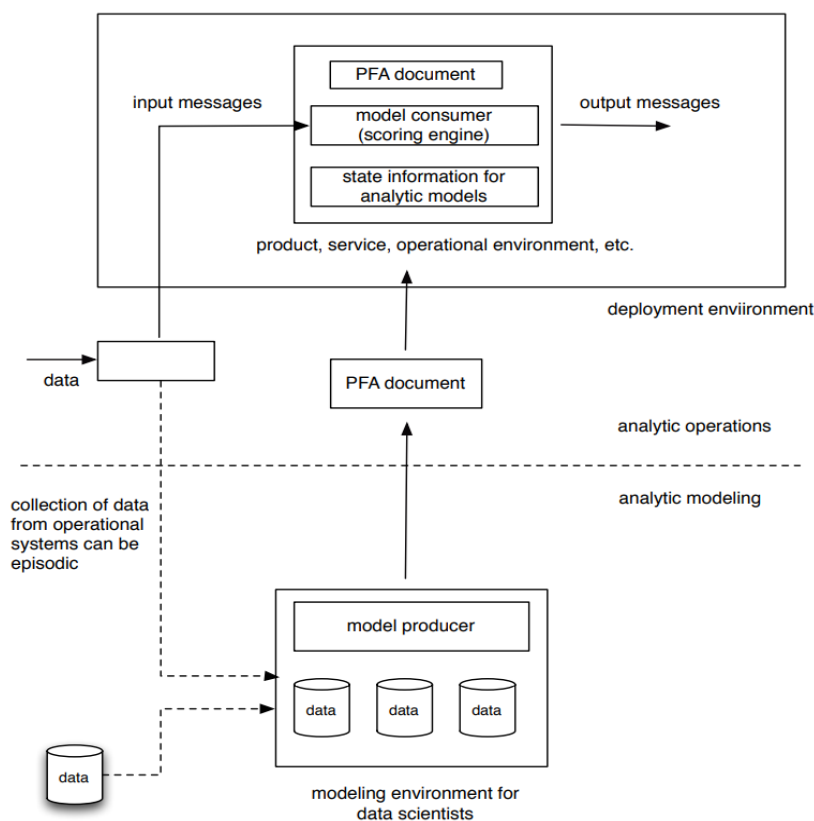 PFA document
input messages
model consumer
(scoring engine)
output messages
state information for
analytic models
product, service, operational environment, etc.
deployment enviironment
data
PFA document
analytic operations
analytic modeling
collection of data
from operational
systems can be
episodic
model producer
data
data
data
data
modeling environment for
data scientists